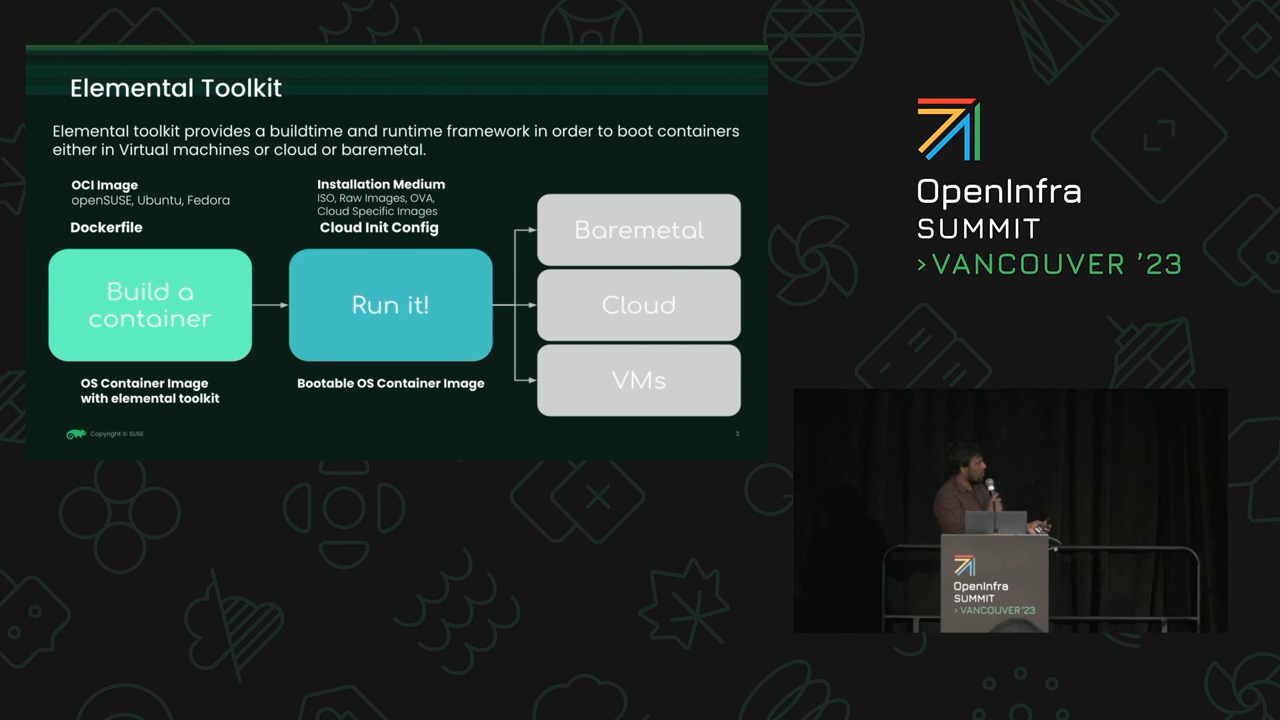 Elemental Toolkit
Elemental toolkit provides a buildtime and runtime framework in order to boot containers
either in Virtual machines or cloud or baremetal.
OCI Image
openSUSE, Ubuntu, Fedora
Dockerfile
Build a
container
OS Container Image
with elemental toolkit
Installation Medium
ISO, Raw Images, OVA,
Cloud Specific Images
Cloud Init Config
Run it!
Bootable OS Container Image
Baremetal
Cloud
VMs
Copyright © SUSE
3
OpenInfra
SUMMIT
>VANCOUVER '23
OpenInfra
SUMMIT
> VANCOUVER '23